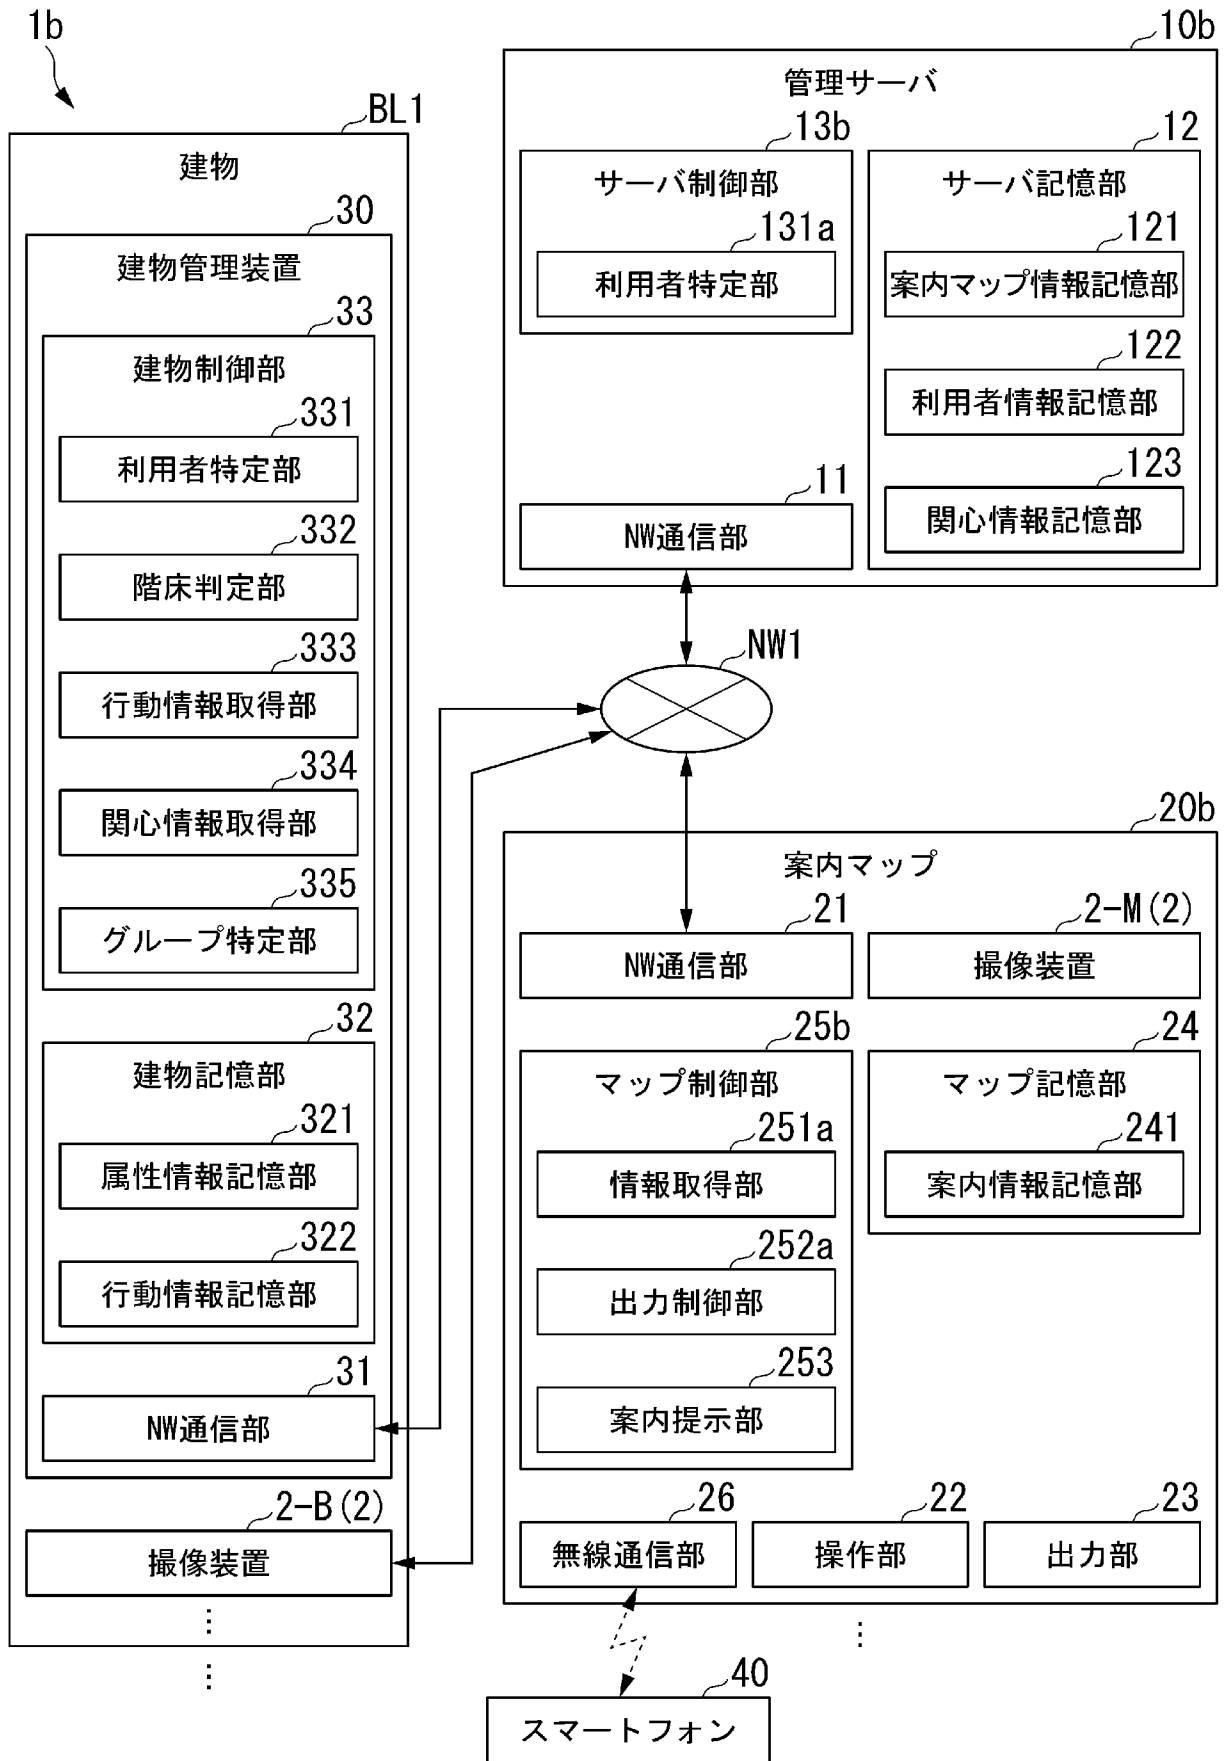 1b
BL1
建物
30
建物管理装置
33
建物制御部
331
利用者特定部
332
階床判定部
333
行動情報取得部
334
関心情報取得部
335
グループ特定部
32
建物記憶部
321
属性情報記憶部
322
行動情報記憶部
31
NW通信部
2-B(2)
撮像装置
10b
管理サーバ
13b
サーバ制御部
131a
利用者特定部
12
サーバ記憶部
121
案内マップ情報記憶部
122
利用者情報記憶部
123
関心情報記憶部
11
NW通信部
NW1
20b
案内マップ
21
NW通信部
2-M(2)
撮像装置
25b
マップ制御部
251a
情報取得部
252a
出力制御部
253
案内提示部
24
マップ記憶部
241
案内情報記憶部
26
無線通信部
22
操作部
23
出力部
40
スマートフォン